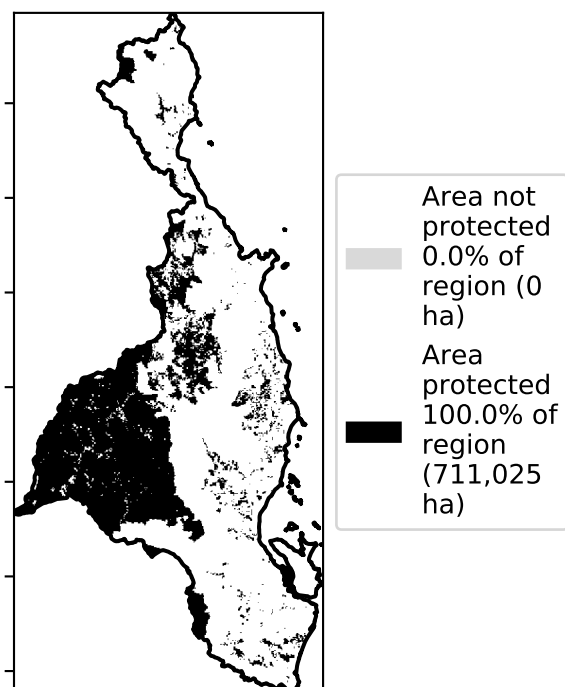 Area not
protected
0.0% of
region (0
ha)
Area
protected
100.0% of
region
(711,025
ha)